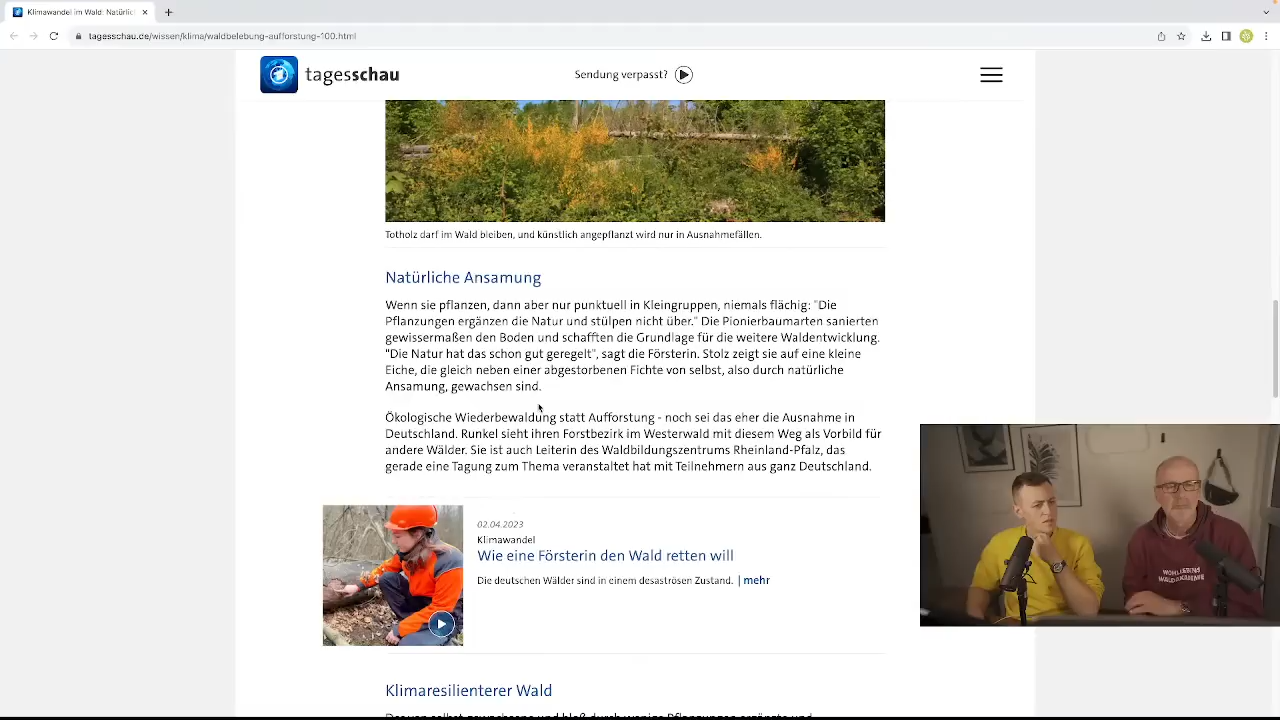 Klimawandel im Wald: Natürlic
tagesschau.de/wissen/klima/waldbelebung-aufforstung-100.html
tagesschau
Sendung verpasst?
Totholz darf im Wald bleiben, und künstlich angepflanzt wird nur in Ausnahmefällen.
Natürliche Ansamung
Wenn sie pflanzen, dann aber nur punktuell in Kleingruppen, niemals flächig: "Die
Pflanzungen ergänzen die Natur und stülpen nicht über." Die Pionierbaumarten sanierten
gewissermaßen den Boden und schafften die Grundlage für die weitere Waldentwicklung.
"Die Natur hat das schon gut geregelt", sagt die Försterin. Stolz zeigt sie auf eine kleine
Eiche, die gleich neben einer abgestorbenen Fichte von selbst, also durch natürliche
Ansamung, gewachsen sind.
Ökologische Wiederbewaldung statt Aufforstung - noch sei das eher die Ausnahme in
Deutschland. Runkel sieht ihren Forstbezirk im Westerwald mit diesem Weg als Vorbild für
andere Wälder. Sie ist auch Leiterin des Waldbildungszentrums Rheinland-Pfalz, das
gerade eine Tagung zum Thema veranstaltet hat mit Teilnehmern aus ganz Deutschland.
02.04.2023
Klimawandel
Wie eine Försterin den Wald retten will
Die deutschen Wälder sind in einem desaströsen Zustand. | mehr
WOHLLEBENS
WALDAKADEMIE
Klimaresilienterer Wald